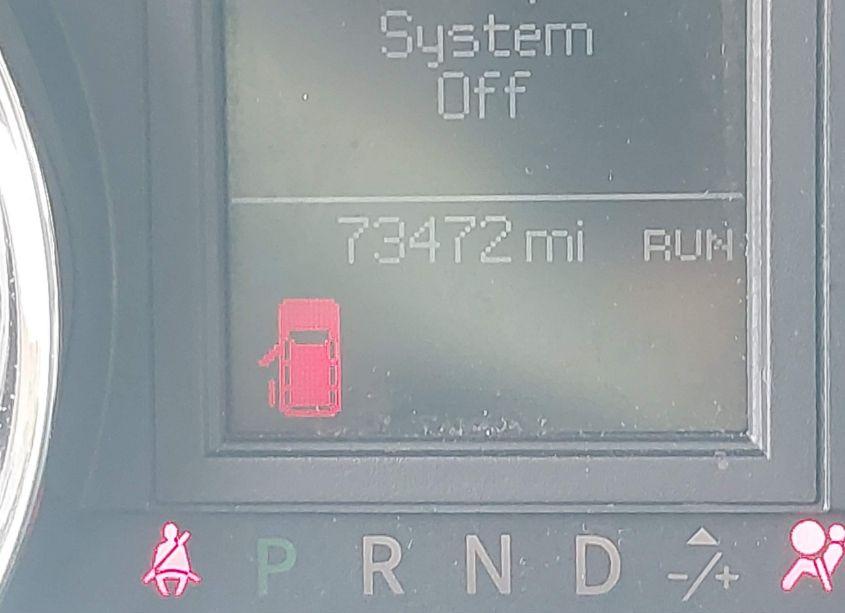 System
Off
73472 mi RUN
P R N D -/+